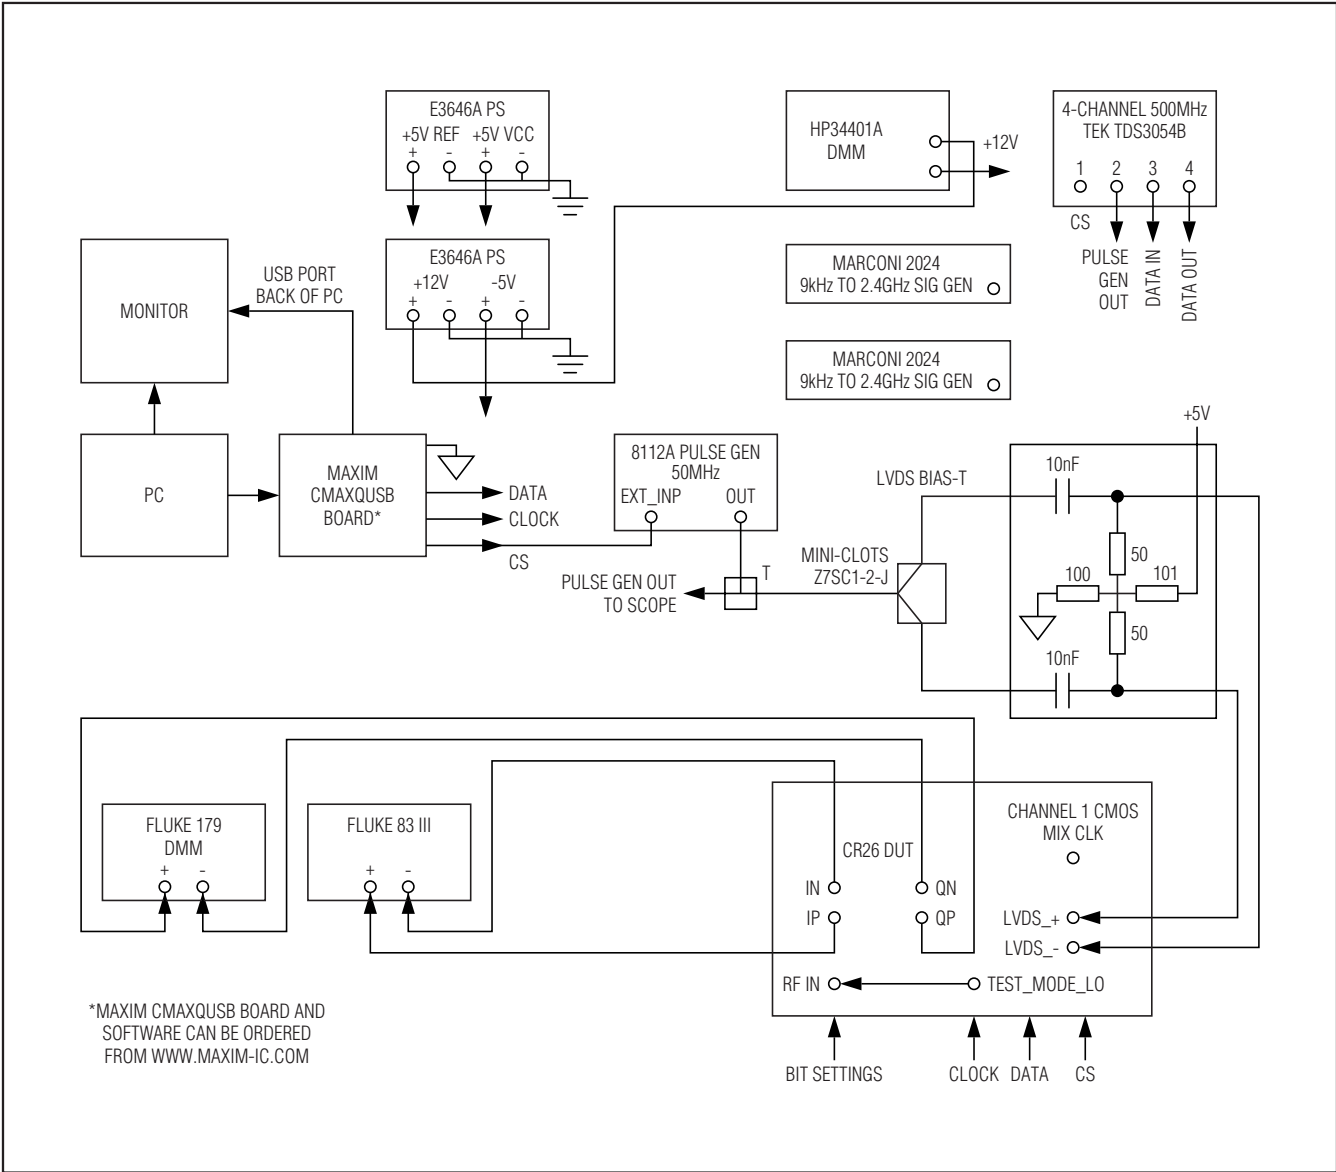 E3646A PS
+5V REF +5V VCC
+ - + -
HP34401A
DMM
+12V
4-CHANNEL 500MHz
TEK TDS3054B
1 2 3 4
CS
PULSE
GEN
OUT
DATA IN
DATA OUT
E3646A PS
+12V -5V
+ - + -
MONITOR
USB PORT
BACK OF PC
MARCONI 2024
9kHz TO 2.4GHz SIG GEN
MARCONI 2024
9kHz TO 2.4GHz SIG GEN
PC
MAXIM
CMAXQUSB
BOARD*
DATA
CLOCK
CS
8112A PULSE GEN
50MHz
EXT_INP OUT
PULSE GEN OUT
TO SCOPE
T
MINI-CLOTS
Z7SC1-2-J
LVDS BIAS-T
+5V
10nF
50
100 101
50
10nF
FLUKE 179
DMM
+ -
FLUKE 83 III
+ -
CR26 DUT
CHANNEL 1 CMOS
MIX CLK
IN QN
IP QP
LVDS_+
LVDS_-
RF IN TEST_MODE_LO
BIT SETTINGS CLOCK DATA CS
*MAXIM CMAXQUSB BOARD AND
SOFTWARE CAN BE ORDERED
FROM WWW.MAXIM-IC.COM